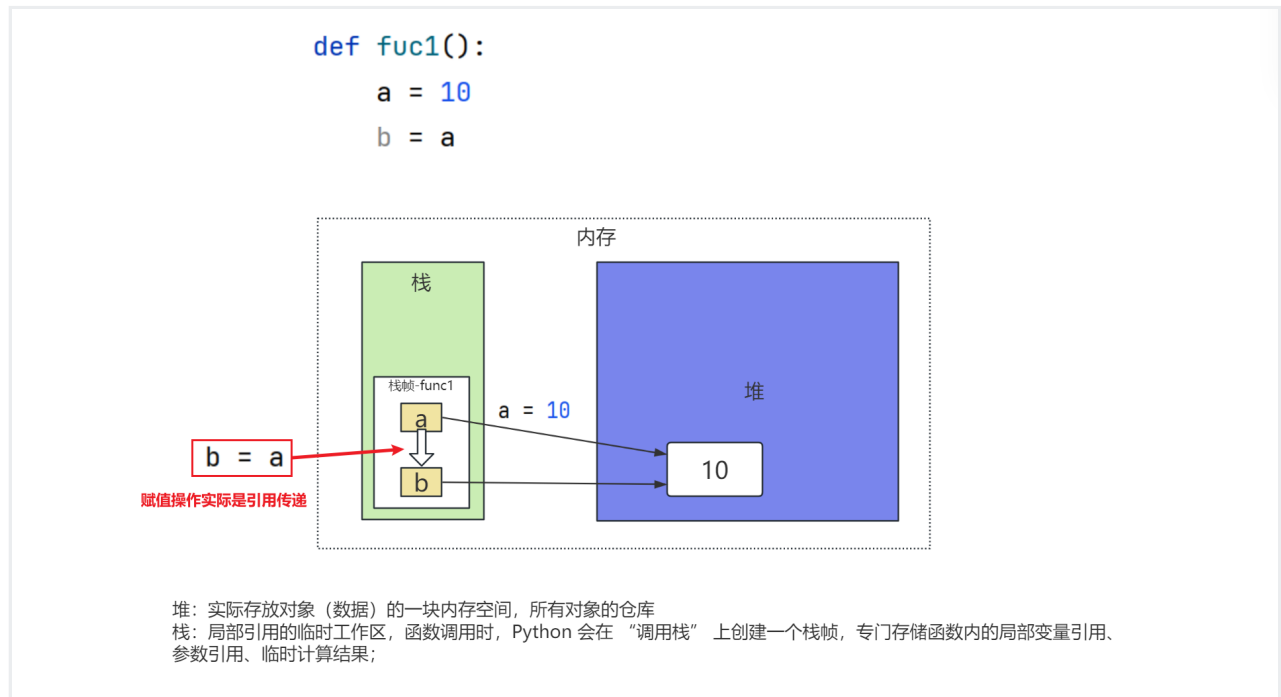 def fuc1():
a = 10
b = a
内存
栈
堆
栈帧-func1
a
a = 10
b = a
b
10
赋值操作实际是引用传递
堆：实际存放对象（数据）的一块内存空间，所有对象的仓库
栈：局部引用的临时工作区，函数调用时，Python 会在 “调用栈” 上创建一个栈帧，专门存储函数内的局部变量引用、
参数引用、临时计算结果；